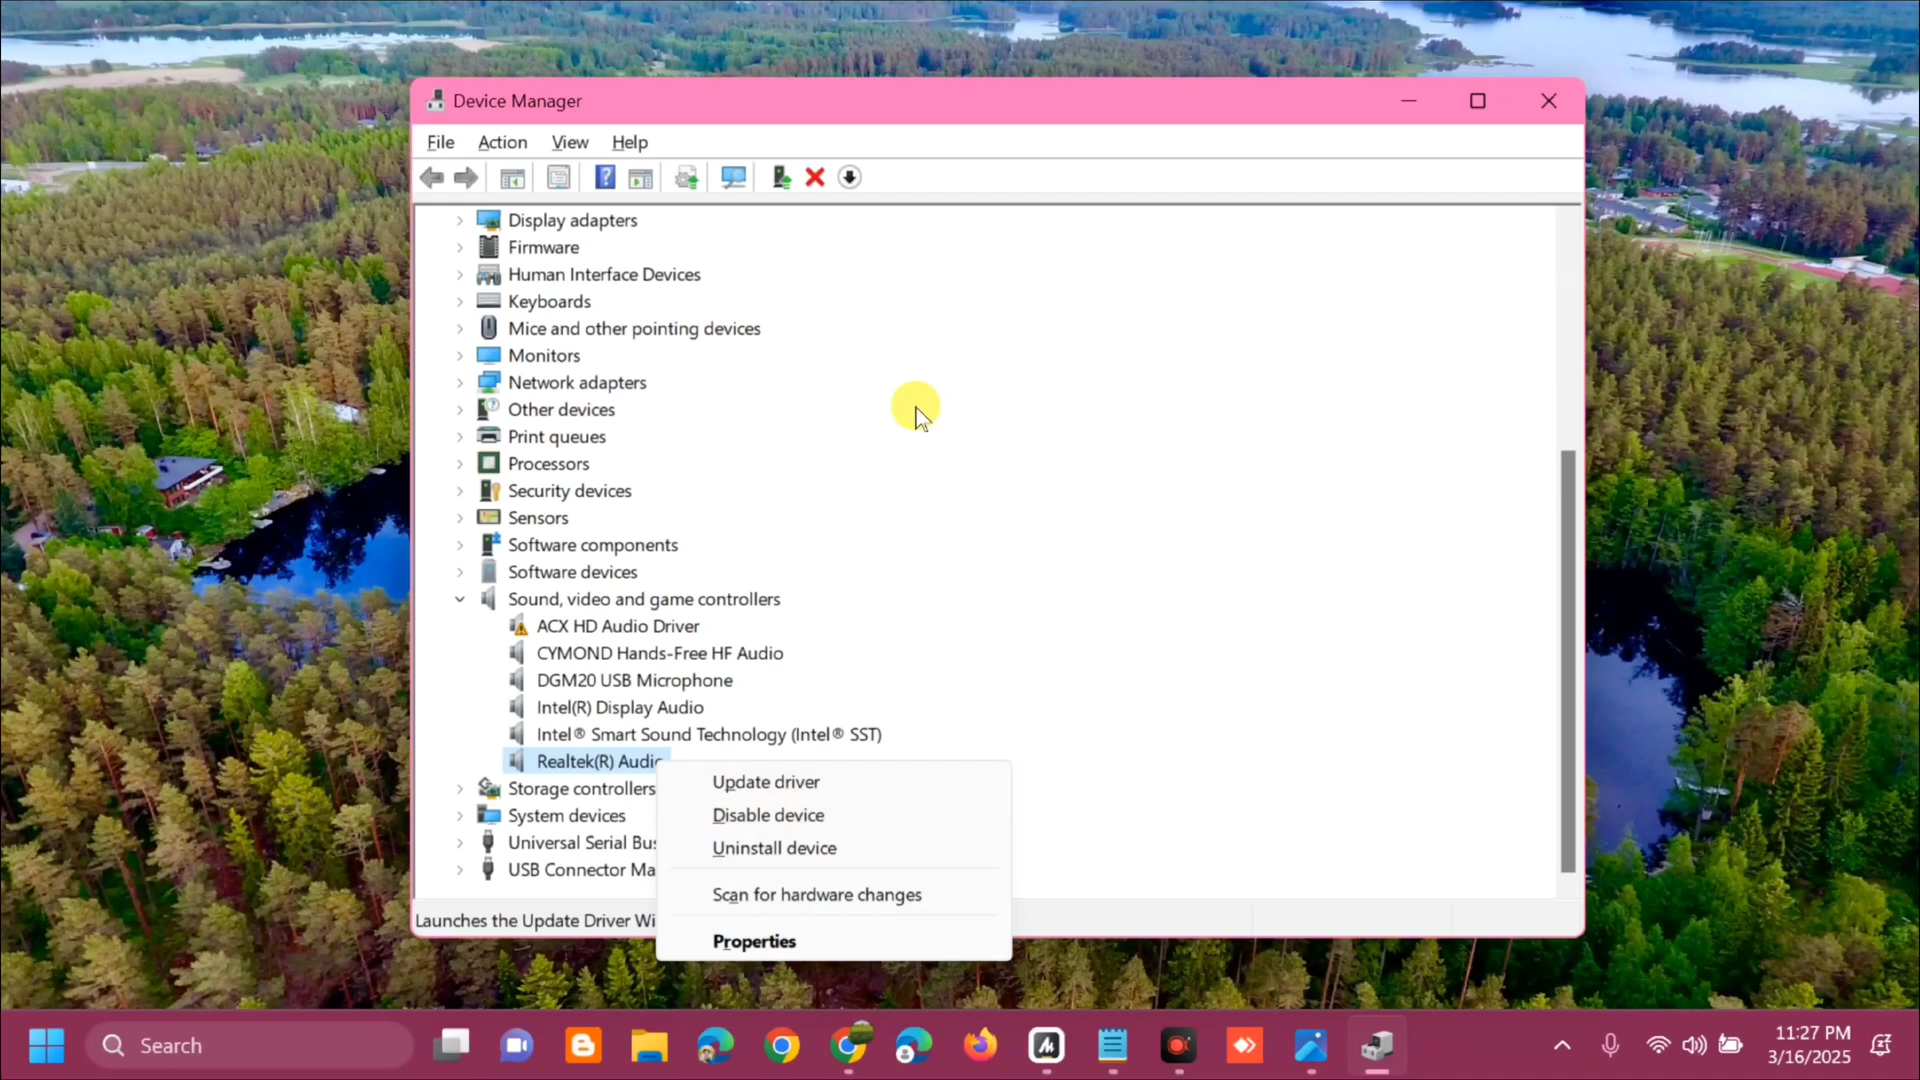 Device Manager
File Action View Help
Display adapters
Firmware
Human Interface Devices
Keyboards
Mice and other pointing devices
Monitors
Network adapters
Other devices
Print queues
Processors
Security devices
Sensors
Software components
Software devices
Sound, video and game controllers
ACX HD Audio Driver
CYMOND Hands-Free HF Audio
DGM20 USB Microphone
Intel(R) Display Audio
Intel® Smart Sound Technology (Intel® SST)
Realtek(R) Audio
Storage controllers
System devices
Universal Serial Bus
USB Connector Ma
Update driver
Disable device
Uninstall device
Scan for hardware changes
Properties
Launches the Update Driver Wi
Search
11:27 PM
3/16/2025